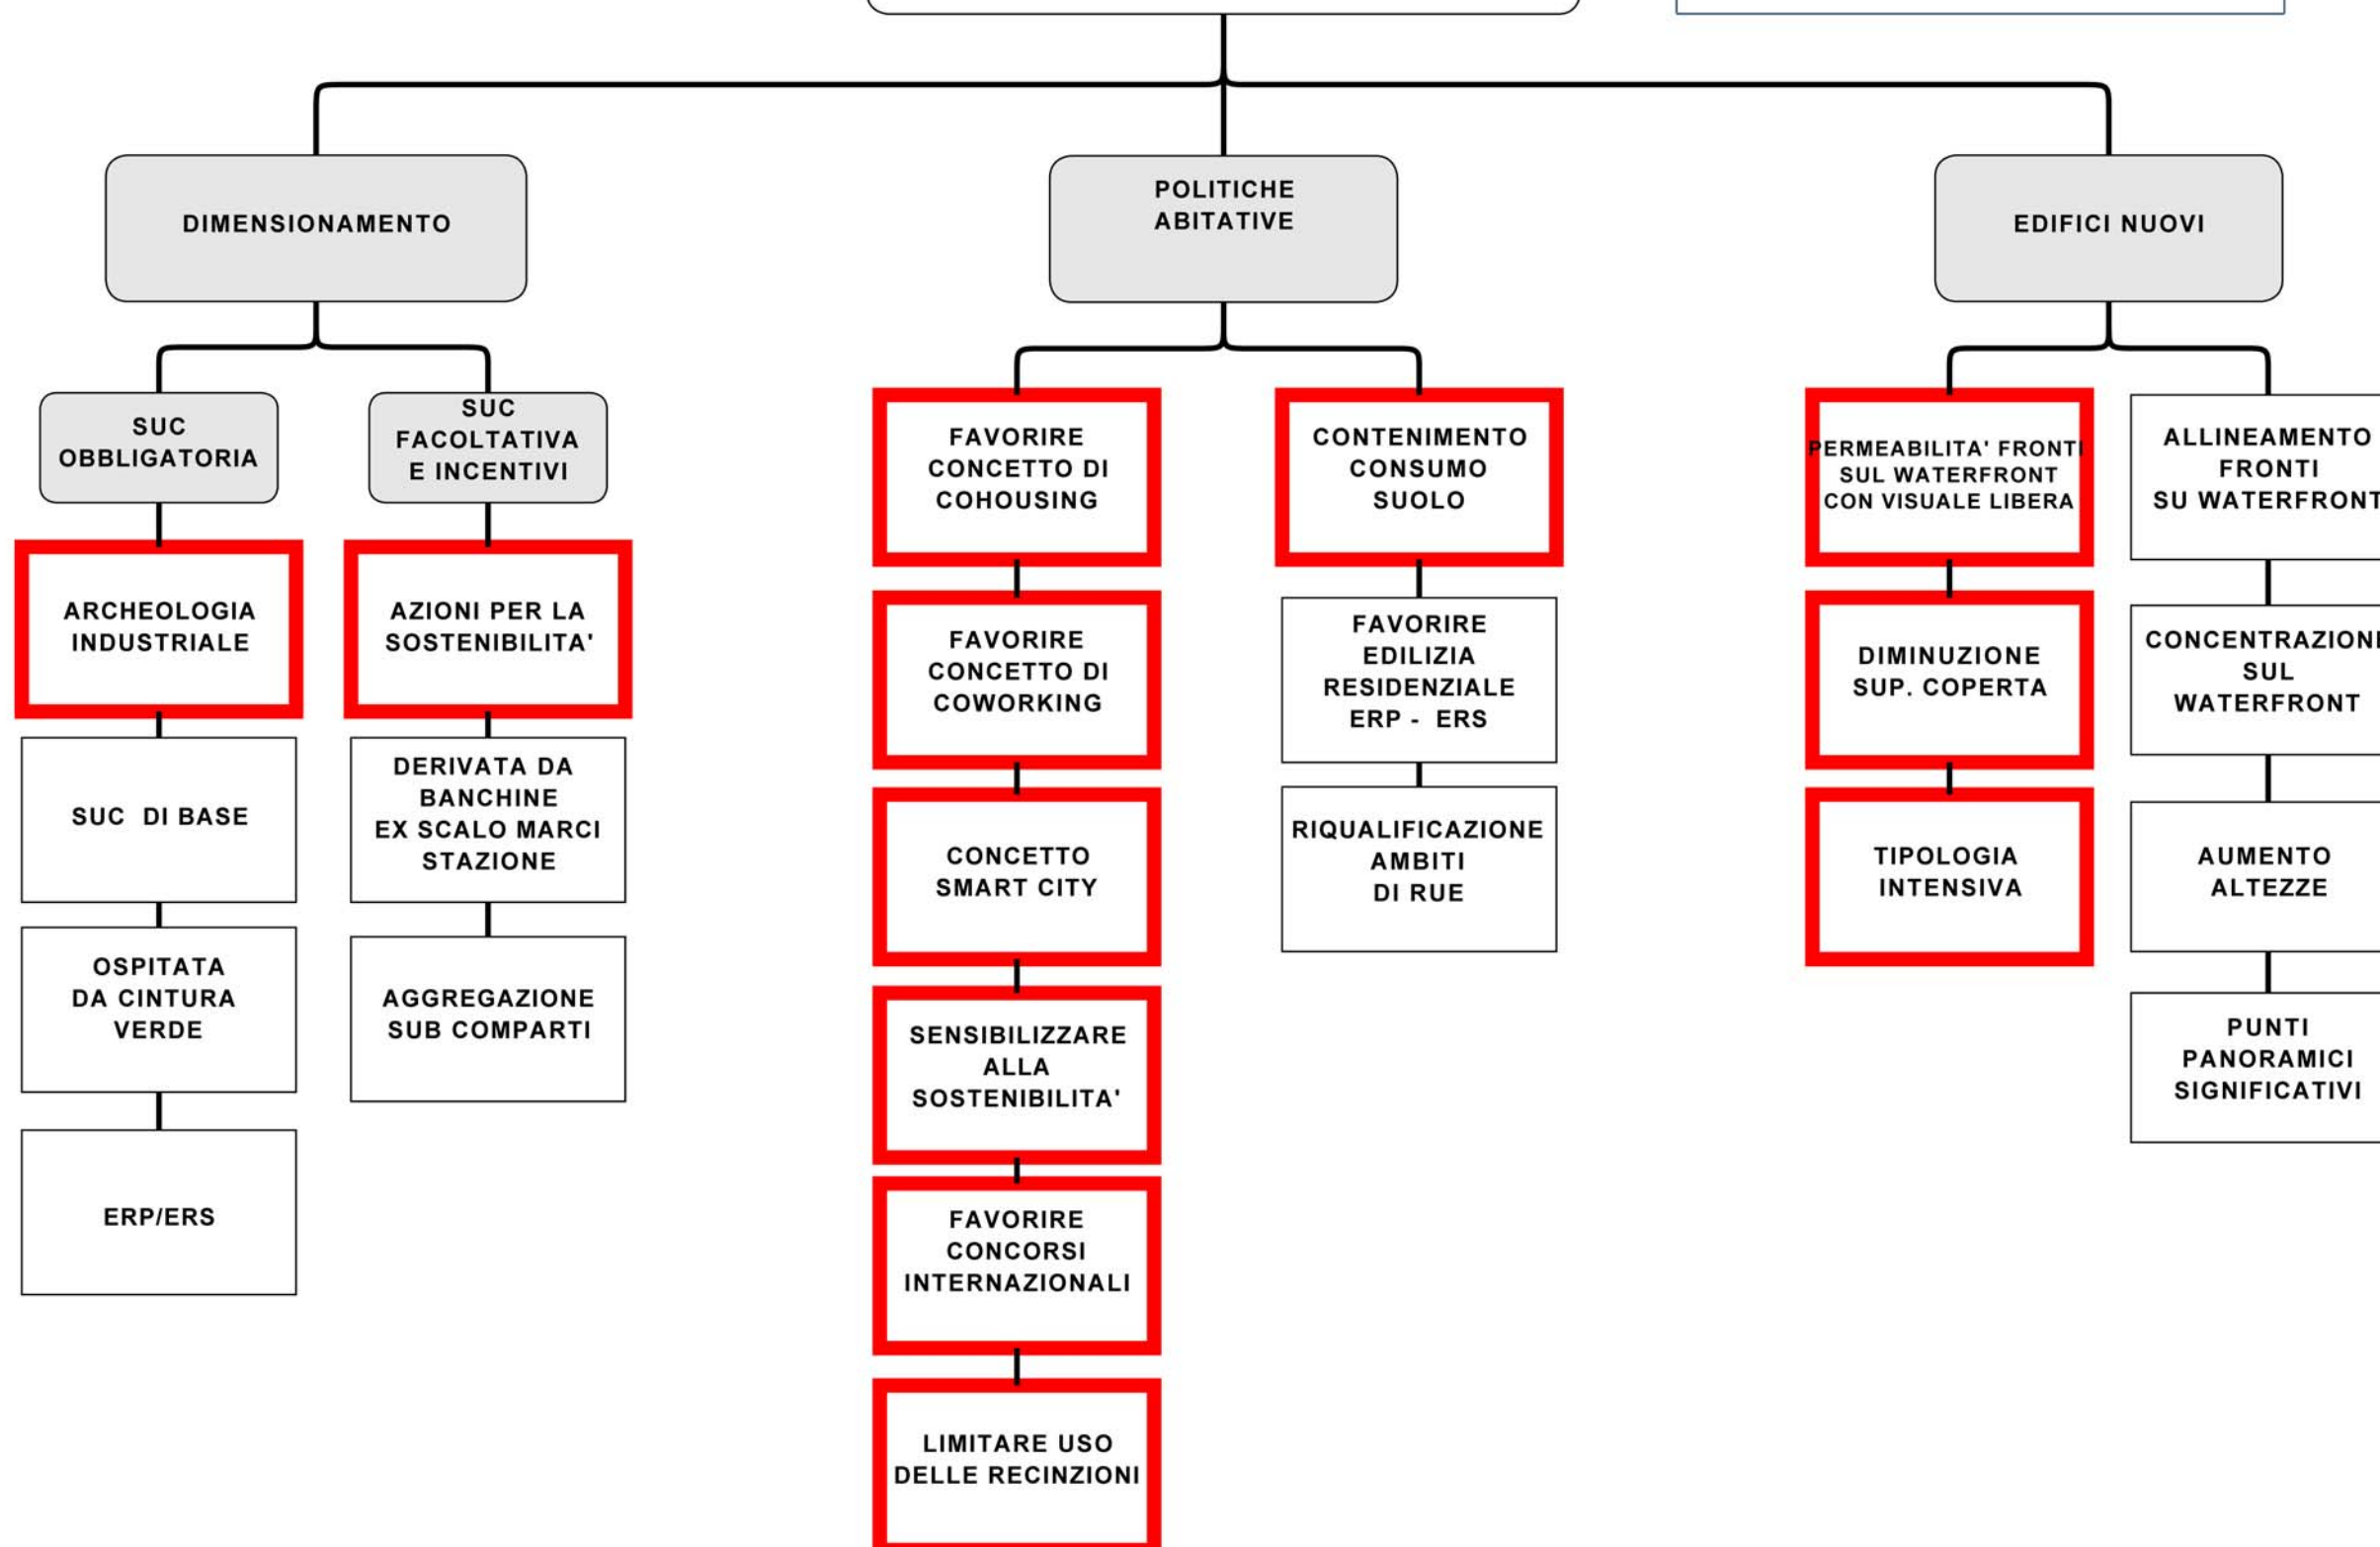 DIMENSIONAMENTO
POLITICHE
ABITATIVE
EDIFICI NUOVI
SUC
OBBLIGATORIA
SUC
FACOLTATIVA
E INCENTIVI
ARCHEOLOGIA
INDUSTRIALE
SUC DI BASE
OSPITATA
DA CINTURA
VERDE
ERP/ERS
AZIONI PER LA
SOSTENIBILITA'
DERIVATA DA
BANCHINE
EX SCALO MARCI
STAZIONE
AGGREGAZIONE
SUB COMPARTI
FAVORIRE
CONCETTO DI
COHOUSING
FAVORIRE
CONCETTO DI
COWORKING
CONCETTO
SMART CITY
SENSIBILIZZARE
ALLA
SOSTENIBILITA'
FAVORIRE
CONCORSI
INTERNAZIONALI
LIMITARE USO
DELLE RECINZIONI
CONTENIMENTO
CONSUMO
SUOLO
FAVORIRE
EDILIZIA
RESIDENZIALE
ERP - ERS
RIQUALIFICAZIONE
AMBITI
DI RUE
PERMEABILITA' FRONTI
SUL WATERFRONT
CON VISUALE LIBERA
DIMINUZIONE
SUP. COPERTA
TIPOLOGIA
INTENSIVA
ALLINEAMENTO
FRONTI
SU WATERFRONT
CONCENTRAZIONE
SUL
WATERFRONT
AUMENTO
ALTEZZE
PUNTI
PANORAMICI
SIGNIFICATIVI